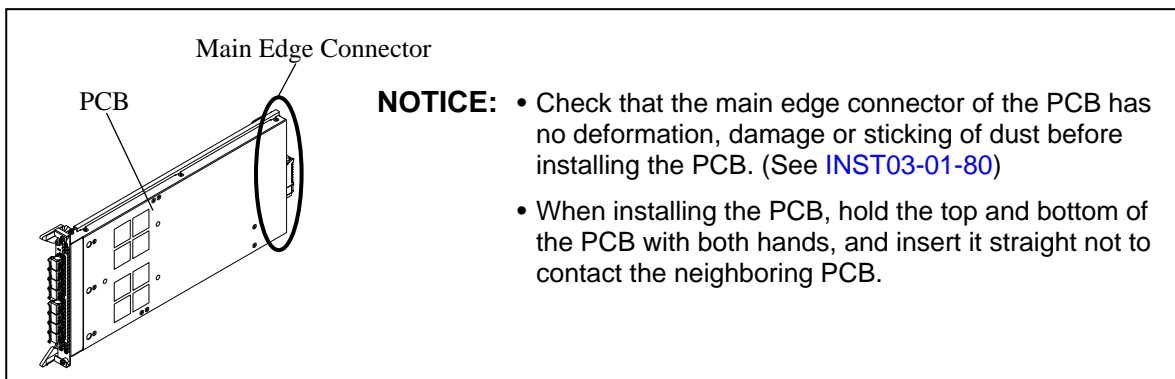 Main Edge Connector
PCB
NOTICE: • Check that the main edge connector of the PCB has
no deformation, damage or sticking of dust before
installing the PCB. (See INST03-01-80)
• When installing the PCB, hold the top and bottom of
the PCB with both hands, and insert it straight not to
contact the neighboring PCB.